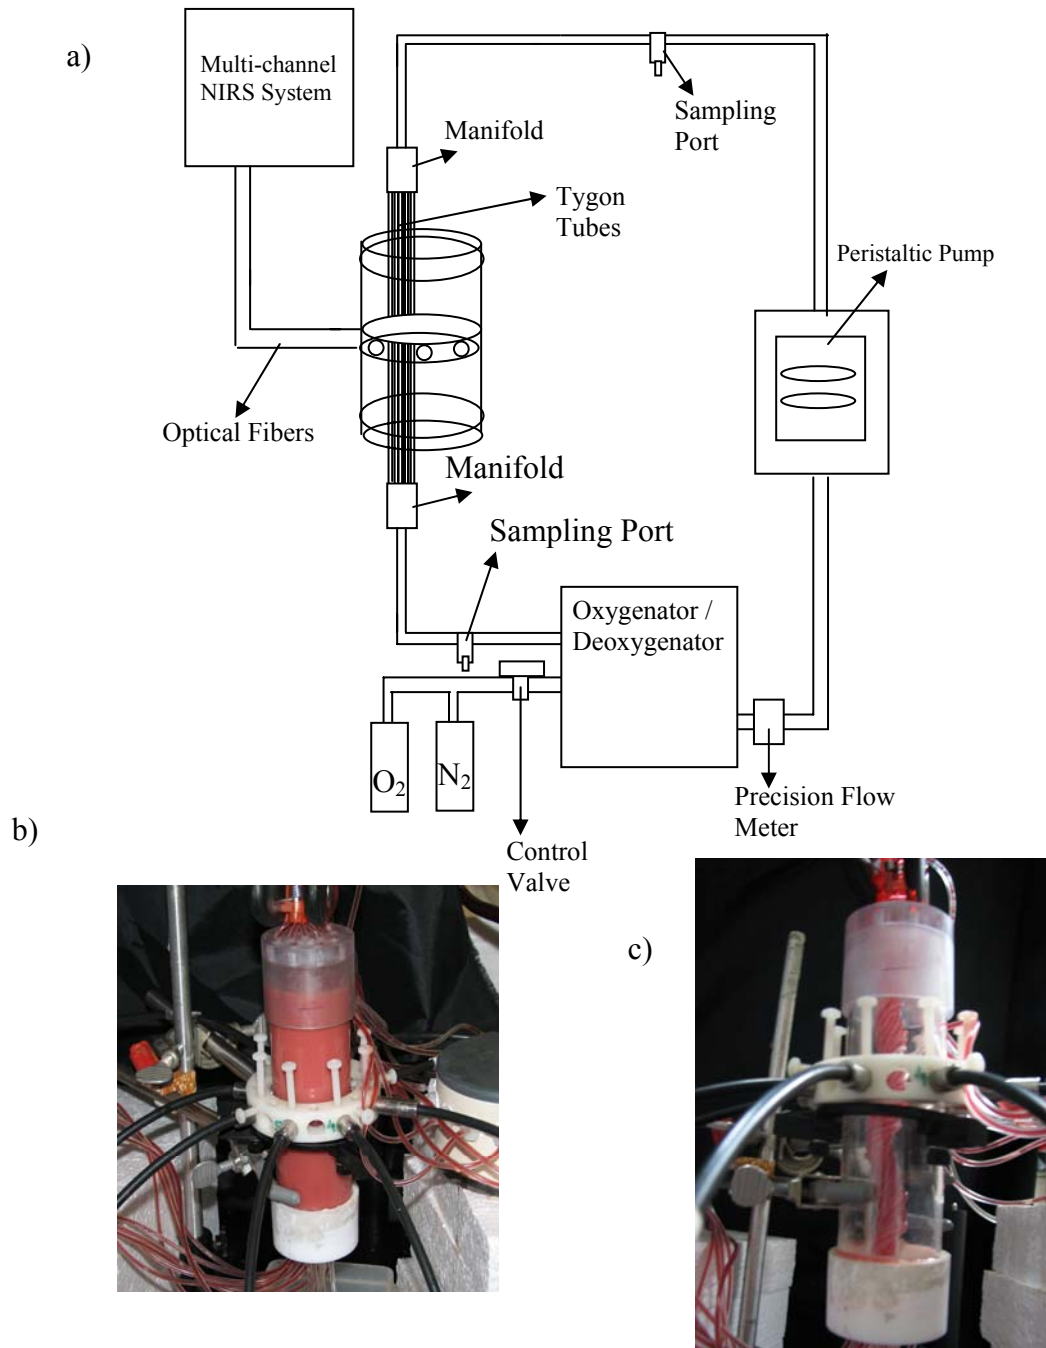 a)
Multi-channel
NIRS System
Manifold
Sampling
Port
Tygon
Tubes
Peristaltic Pump
Optical Fibers
Manifold
Sampling Port
Oxygenator /
Deoxygenator
O₂
N₂
Precision Flow
Meter
Control
Valve
b)
c)